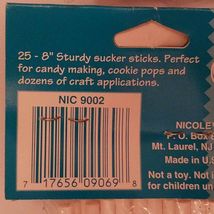 25 - 8" Sturdy sucker sticks. Perfect
for candy making, cookie pops and
dozens of craft applications.
NIC 9002
NICOLE
P. O. Box
Mt. Laurel, NJ
Made in U.S
Not a toy. Not i
for children un
7 17656 09069 8